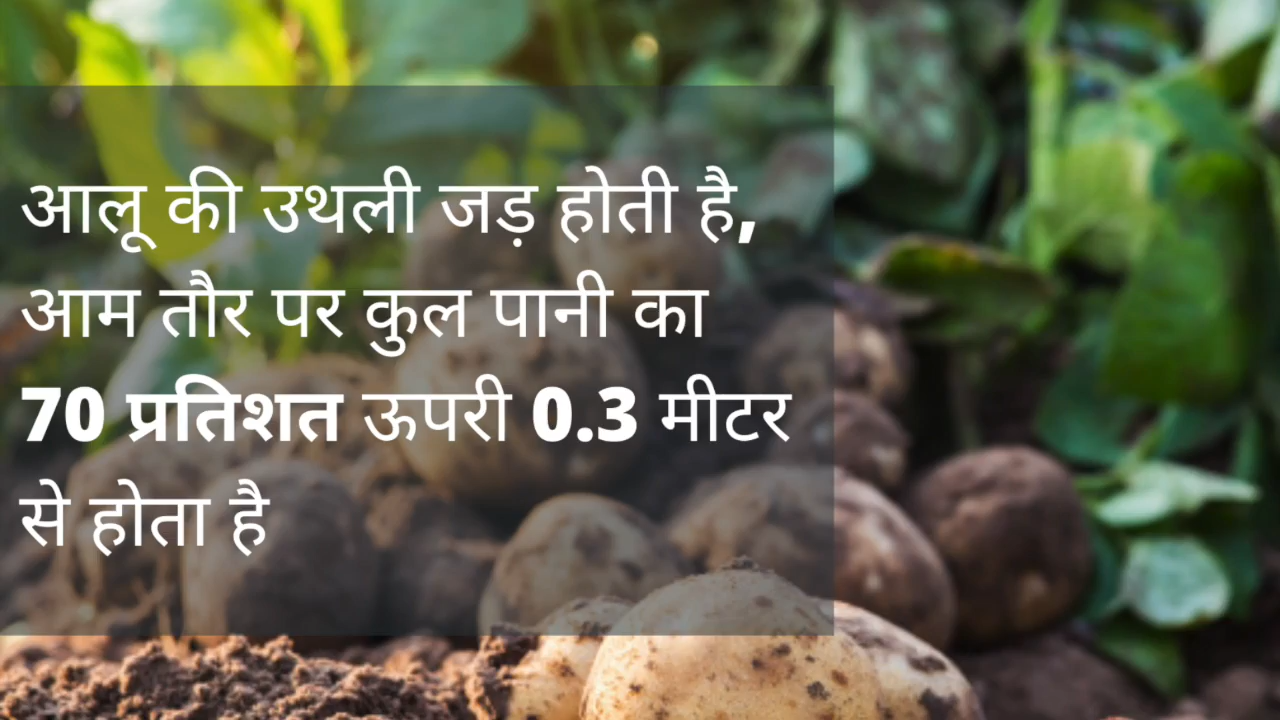 आलू की उथली जड़ होती है,
आम तौर पर कुल पानी का
70 प्रतिशत ऊपरी 0.3 मीटर
से होता है